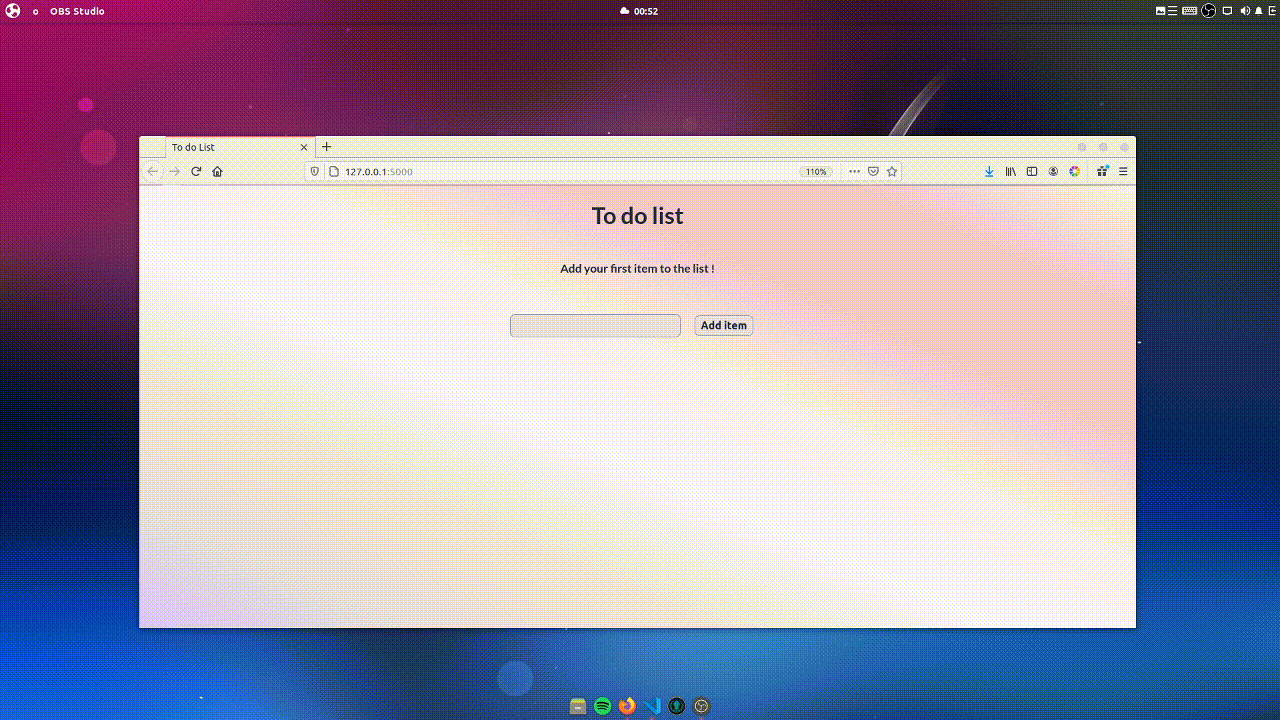 OBS Studio
00:52
To do List
127.0.0.1:5000
110%
To do list
Add your first item to the list !
Add item